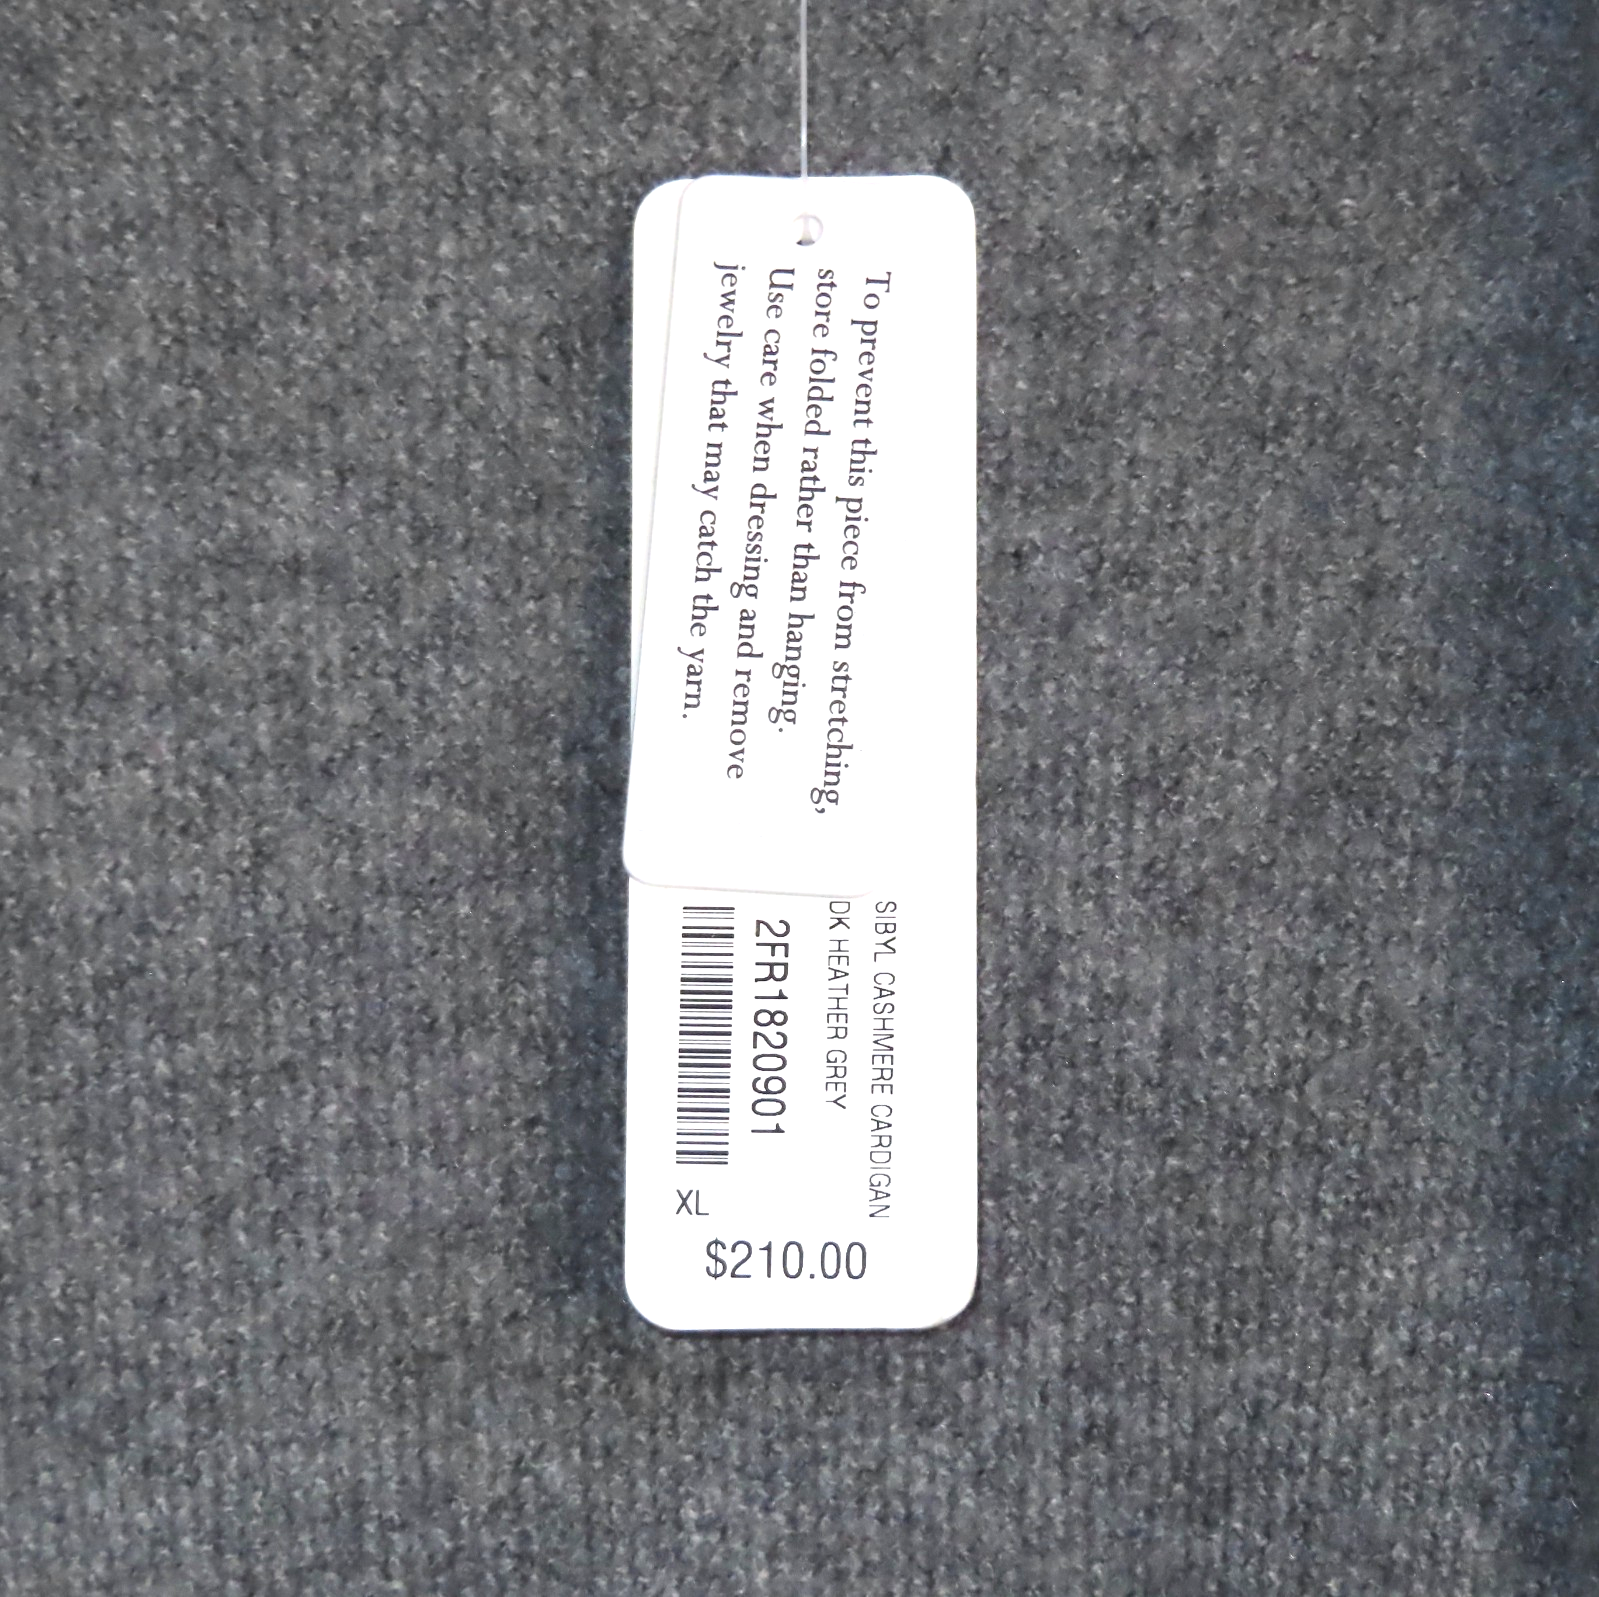 To prevent this piece from stretching,
store folded rather than hanging.
Use care when dressing and remove
jewelry that may catch the yarn.
SIBYL CASHMERE CARDIGAN
DK HEATHER GREY
2FR1820901
XL
$210.00